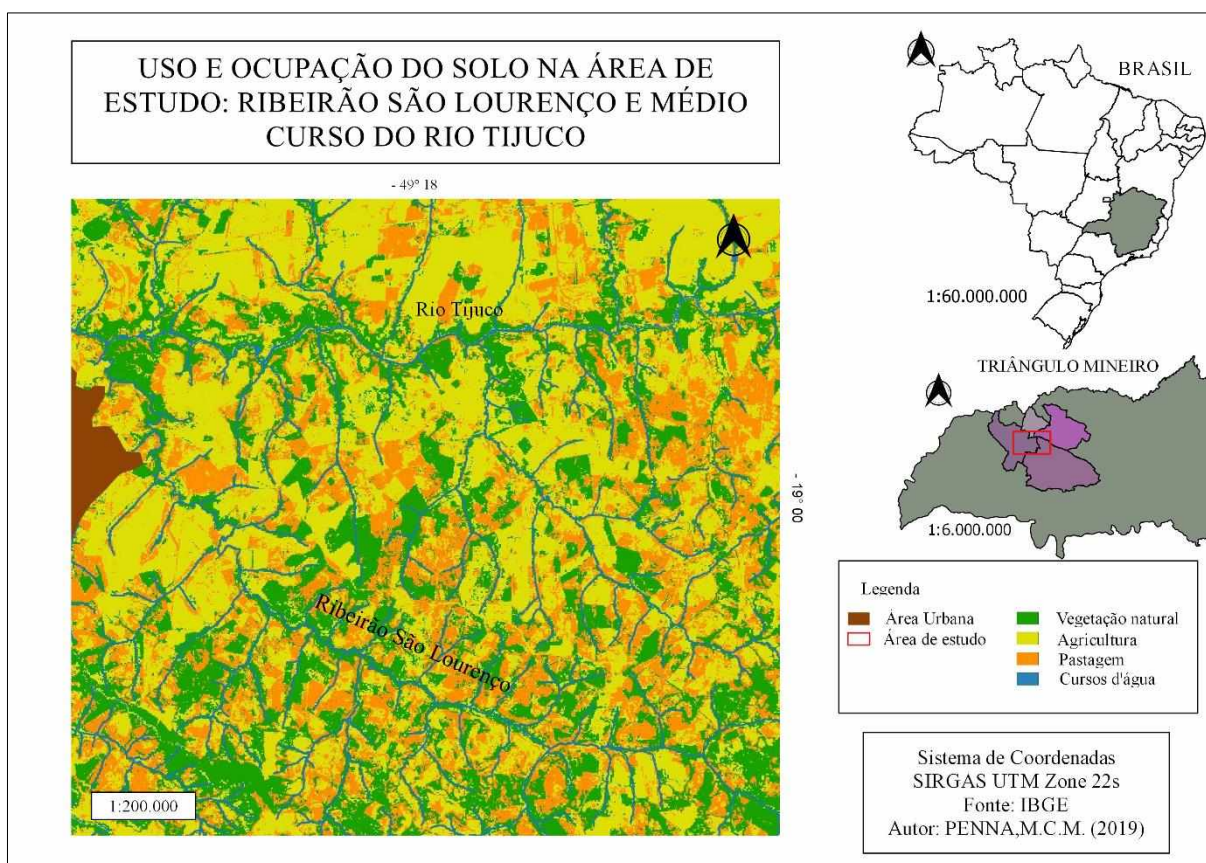 USO E OCUPAÇÃO DO SOLO NA ÁREA DE
ESTUDO: RIBEIRÃO SÃO LOURENÇO E MÉDIO
CURSO DO RIO TIJUCO
- 49° 18
Rio Tijuco
Ribeirão São Lourenço
1:200.000
- 19° 00
BRASIL
1:60.000.000
TRIÂNGULO MINEIRO
1:6.000.000
Legenda
Área Urbana
Área de estudo
Vegetação natural
Agricultura
Pastagem
Cursos d'água
Sistema de Coordenadas
SIRGAS UTM Zone 22s
Fonte: IBGE
Autor: PENNA,M.C.M. (2019)